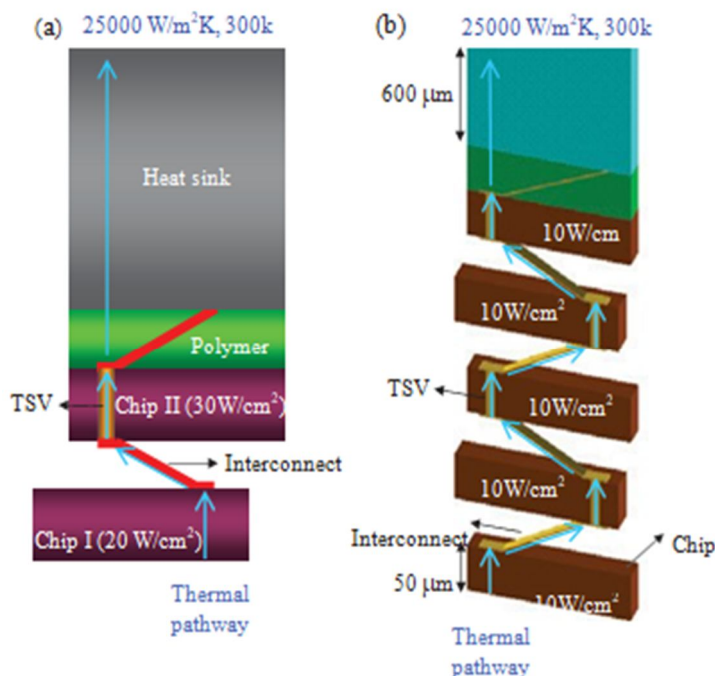 (a)
25000 W/m²K, 300k
Heat sink
Polymer
TSV
Chip II (30W/cm²)
Interconnect
Chip I (20 W/cm²)
Thermal
pathway
(b)
25000 W/m²K, 300k
600 μm
10W/cm
10W/cm²
TSV
10W/cm²
10W/cm²
Interconnect
Chip
50 μm
10W/cm²
Thermal
pathway